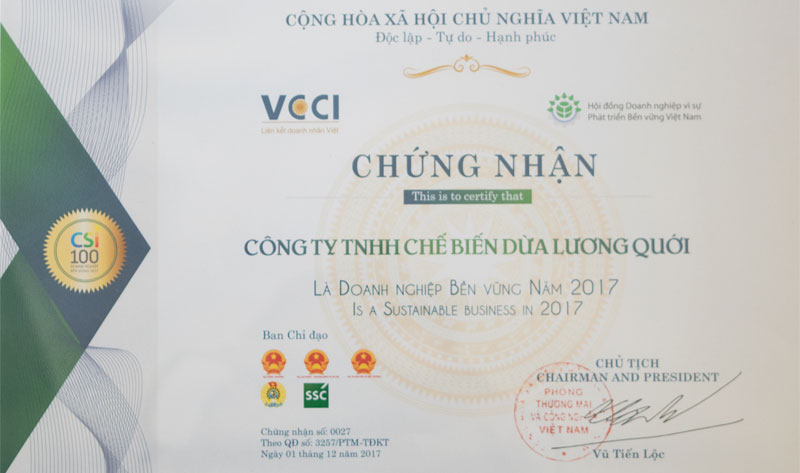 CỘNG HÒA XÃ HỘI CHỦ NGHĨA VIỆT NAM
Độc lập - Tự do - Hạnh phúc
VCCI
Liên kết doanh nhân Việt
Hội đồng Doanh nghiệp vì sự
Phát triển Bền vững Việt Nam
CHỨNG NHẬN
This is to certify that
CSI
100
CÔNG TY TNHH CHẾ BIẾN DỪA LƯƠNG QUỚI
LÀ DOANH NGHIỆP BỀN VỮNG NĂM 2017
IS A SUSTAINABLE BUSINESS IN 2017
Ban Chỉ đạo
SSC
CHỦ TỊCH
CHAIRMAN AND PRESIDENT
PHÒNG
THƯƠNG MẠI
VÀ CÔNG
VIỆT NAM
Chứng nhận số: 0027
Theo QĐ số: 3257/PTM-TĐKT
Ngày 01 tháng 12 năm 2017
Vũ Tiến Lộc